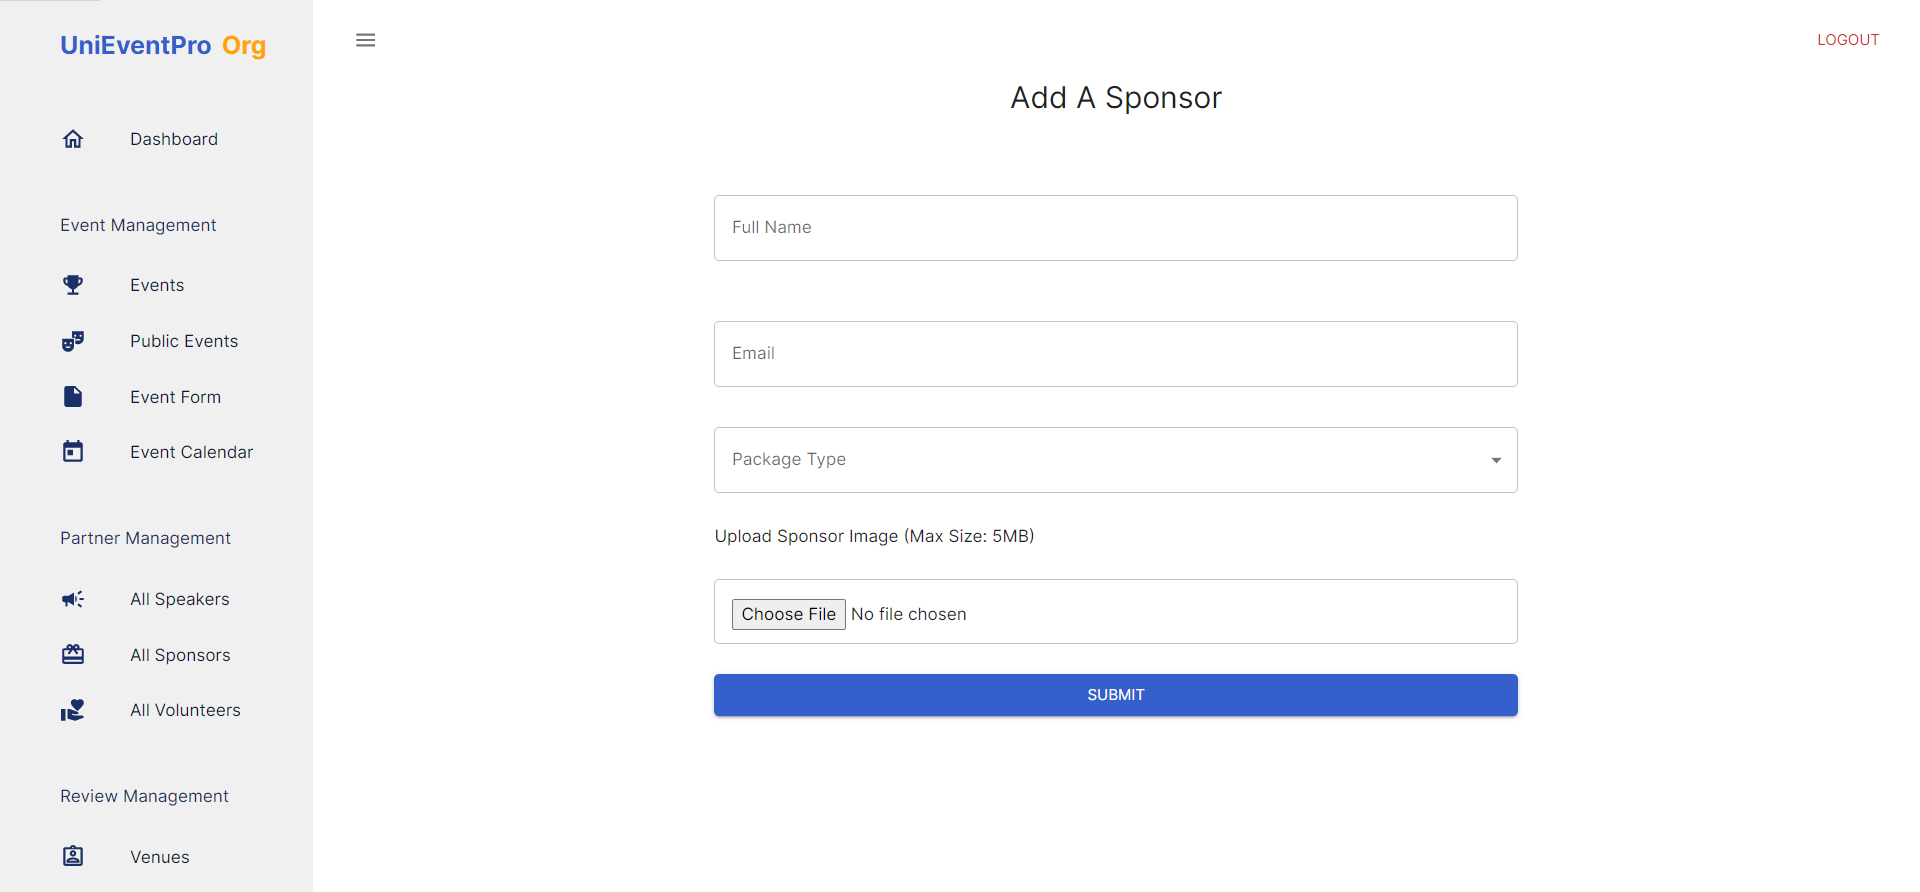 UniEventPro Org
Dashboard
Event Management
Events
Public Events
Event Form
Event Calendar
Partner Management
All Speakers
All Sponsors
All Volunteers
Review Management
Venues
LOGOUT
Add A Sponsor
Full Name
Email
Package Type
Upload Sponsor Image (Max Size: 5MB)
Choose File No file chosen
SUBMIT